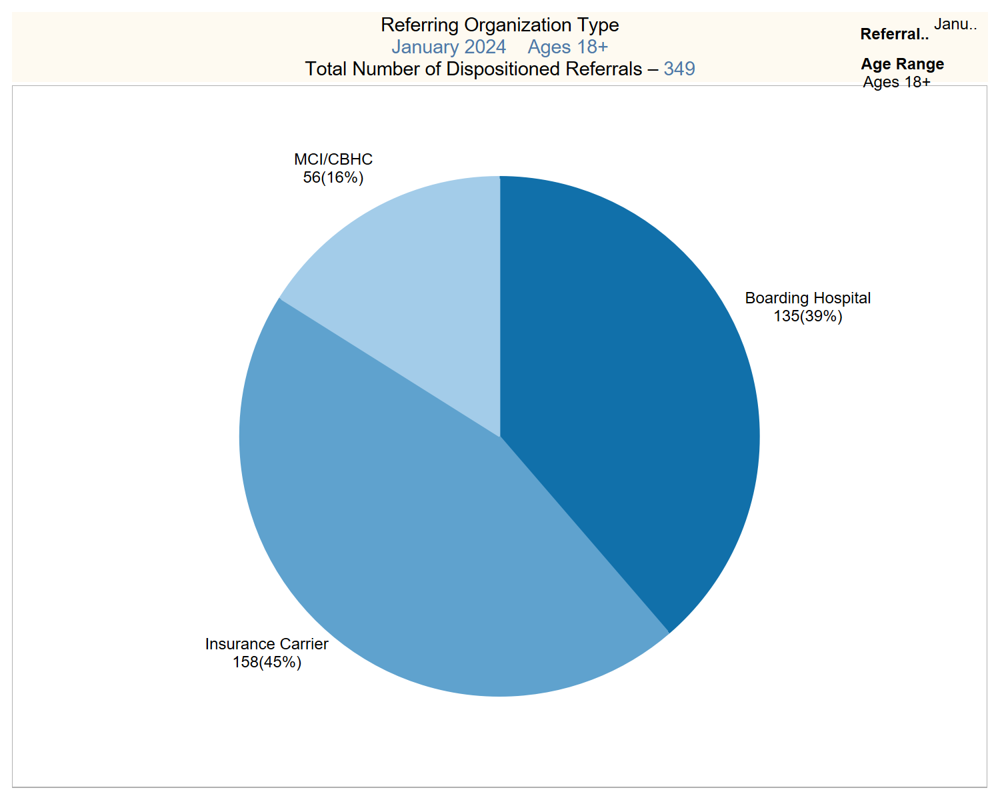 Referring Organization Type
January 2024 Ages 18+
Total Number of Dispositioned Referrals – 349
Referral.. Janu..
Age Range
Ages 18+
MCI/CBHC
56(16%)
Boarding Hospital
135(39%)
Insurance Carrier
158(45%)